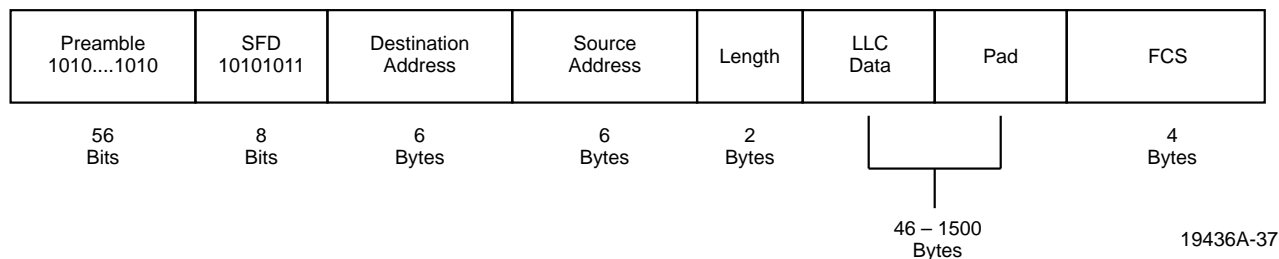 Preamble
1010....1010
SFD
10101011
Destination
Address
Source
Address
Length
LLC
Data
Pad
FCS
56
Bits
8
Bits
6
Bytes
6
Bytes
2
Bytes
4
Bytes
46 – 1500
Bytes
19436A-37